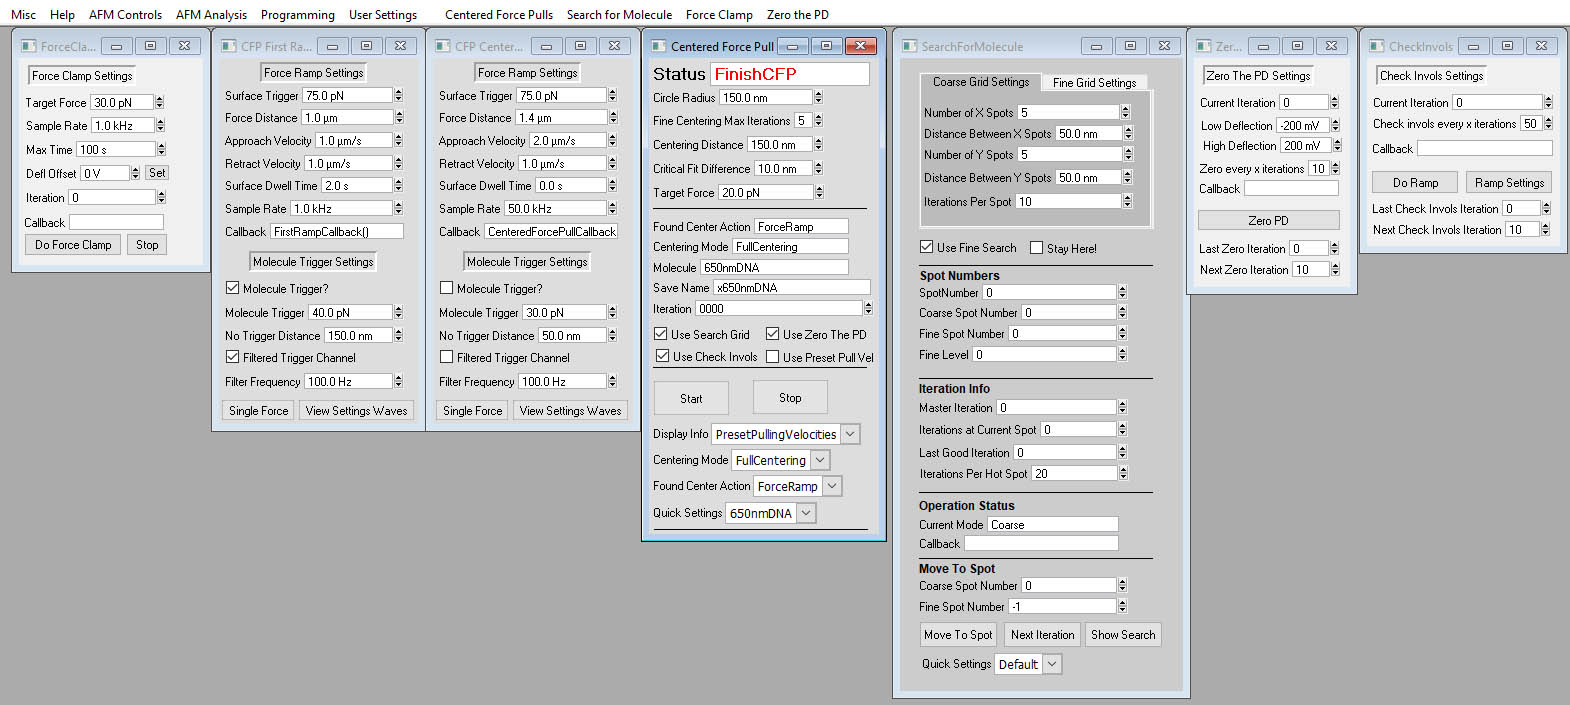 Misc Help AFM Controls AFM Analysis Programming User Settings Centered Force Pulls Search for Molecule Force Clamp Zero the PD
ForceCla...
Force Clamp Settings
Target Force 30.0 pN
Sample Rate 1.0 kHz
Max Time 100 s
Defl Offset 0 V Set
Iteration 0
Callback
Do Force Clamp Stop
CFP First Ra...
Force Ramp Settings
Surface Trigger 75.0 pN
Force Distance 1.0 µm
Approach Velocity 1.0 µm/s
Retract Velocity 1.0 µm/s
Surface Dwell Time 2.0 s
Sample Rate 1.0 kHz
Callback FirstRampCallback()
Molecule Trigger Settings
Molecule Trigger?
Molecule Trigger 40.0 pN
No Trigger Distance 150.0 nm
Filtered Trigger Channel
Filter Frequency 100.0 Hz
Single Force View Settings Waves
CFP Center...
Force Ramp Settings
Surface Trigger 75.0 pN
Force Distance 1.4 µm
Approach Velocity 2.0 µm/s
Retract Velocity 1.0 µm/s
Surface Dwell Time 0.0 s
Sample Rate 50.0 kHz
Callback CenteredForcePullCallback
Molecule Trigger Settings
Molecule Trigger?
Molecule Trigger 30.0 pN
No Trigger Distance 50.0 nm
Filtered Trigger Channel
Filter Frequency 100.0 Hz
Single Force View Settings Waves
Centered Force Pull
Status FinishCFP
Circle Radius 150.0 nm
Fine Centering Max Iterations 5
Centering Distance 150.0 nm
Critical Fit Difference 10.0 nm
Target Force 20.0 pN
Found Center Action ForceRamp
Centering Mode FullCentering
Molecule 650nmDNA
Save Name x650nmDNA
Iteration 0000
Use Search Grid Use Zero The PD
Use Check Invols Use Preset Pull Vel
Start Stop
Display Info PresetPullingVelocities
Centering Mode FullCentering
Found Center Action ForceRamp
Quick Settings 650nmDNA
SearchForMolecule
Coarse Grid Settings Fine Grid Settings
Number of X Spots 5
Distance Between X Spots 50.0 nm
Number of Y Spots 5
Distance Between Y Spots 50.0 nm
Iterations Per Spot 10
Use Fine Search Stay Here!
Spot Numbers
SpotNumber 0
Coarse Spot Number 0
Fine Spot Number 0
Fine Level 0
Iteration Info
Master Iteration 0
Iterations at Current Spot 0
Last Good Iteration 0
Iterations Per Hot Spot 20
Operation Status
Current Mode Coarse
Callback
Move To Spot
Coarse Spot Number 0
Fine Spot Number -1
Move To Spot Next Iteration Show Search
Quick Settings Default
Zer...
Zero The PD Settings
Current Iteration 0
Low Deflection -200 mV
High Deflection 200 mV
Zero every x iterations 10
Callback
Zero PD
Last Zero Iteration 0
Next Zero Iteration 10
CheckInvols
Check Invols Settings
Current Iteration 0
Check invols every x iterations 50
Callback
Do Ramp Ramp Settings
Last Check Invols Iteration 0
Next Check Invols Iteration 10